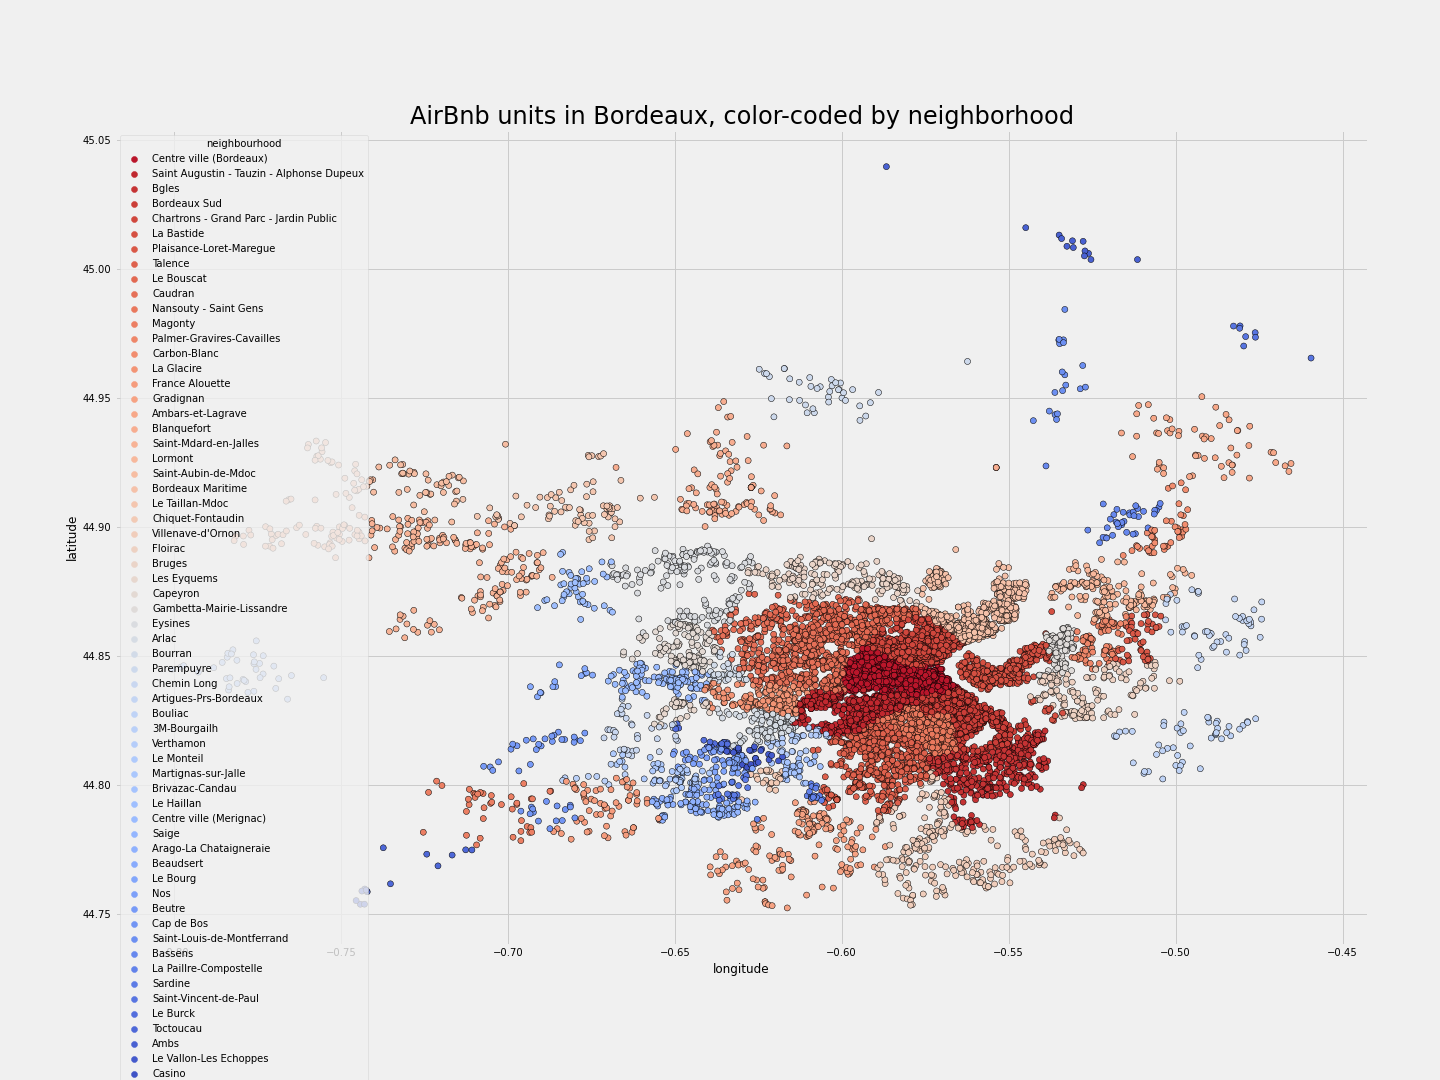 AirBnb units in Bordeaux, color-coded by neighborhood
45.05
45.00
44.95
44.90
44.85
44.80
44.75
latitude
neighbourhood
Centre ville (Bordeaux)
Saint Augustin - Tauzin - Alphonse Dupeux
Bgles
Bordeaux Sud
Chartrons - Grand Parc - Jardin Public
La Bastide
Plaisance-Loret-Maregue
Talence
Le Bouscat
Caudran
Nansouty - Saint Gens
Magonty
Palmer-Gravires-Cavailles
Carbon-Blanc
La Glacire
France Alouette
Gradignan
Ambars-et-Lagrave
Blanquefort
Saint-Mdard-en-Jalles
Lormont
Saint-Aubin-de-Mdoc
Bordeaux Maritime
Le Taillan-Mdoc
Chiquet-Fontaudin
Villenave-d'Ornon
Floirac
Bruges
Les Eyquems
Capeyron
Gambetta-Mairie-Lissandre
Eysines
Arlac
Bourran
Parempuyre
Chemin Long
Artigues-Prs-Bordeaux
Bouliac
3M-Bourgailh
Verthamon
Le Monteil
Martignas-sur-Jalle
Brivazac-Candau
Le Haillan
Centre ville (Merignac)
Saige
Arago-La Chataigneraie
Beaudsert
Le Bourg
Nos
Beutre
Cap de Bos
Saint-Louis-de-Montferrand
Bassens
La Paillre-Compostelle
Sardine
Saint-Vincent-de-Paul
Le Burck
Toctoucau
Ambs
Le Vallon-Les Echoppes
Casino
−0.75
−0.70
−0.65
−0.60
−0.55
−0.50
−0.45
longitude